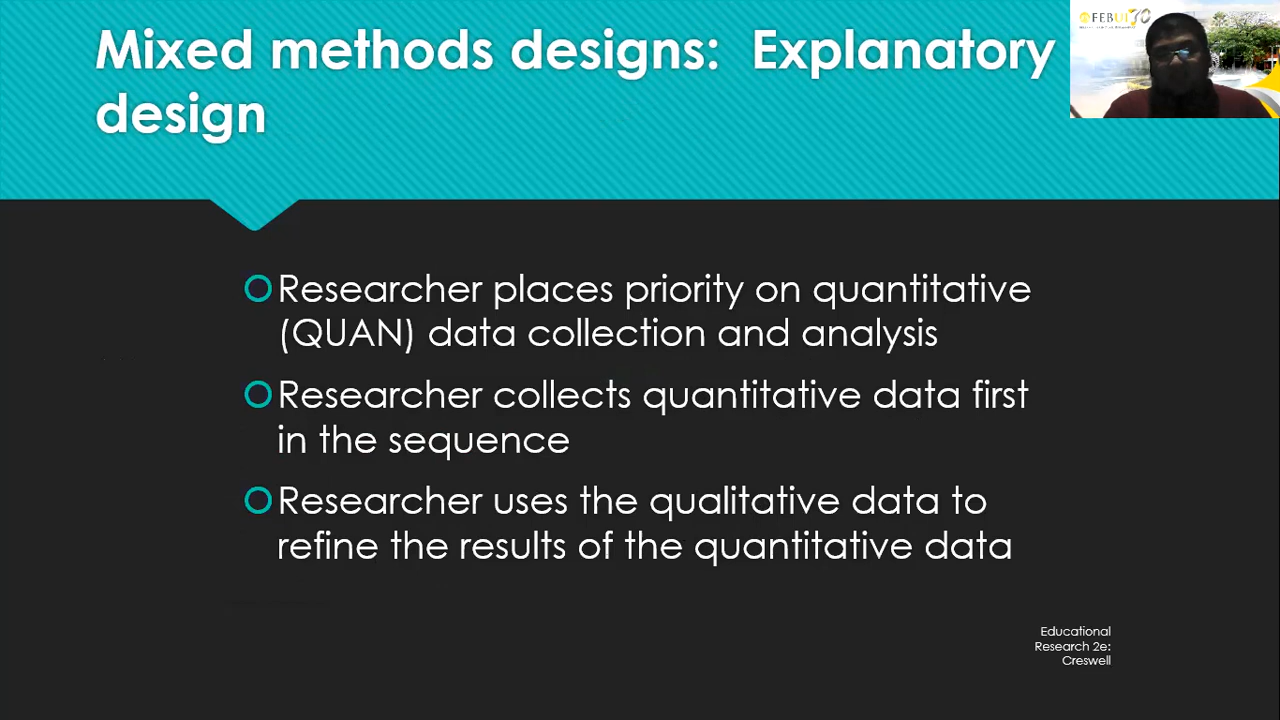 Mixed methods designs: Explanatory
design
FEBUI 70
Researcher places priority on quantitative
(QUAN) data collection and analysis
Researcher collects quantitative data first
in the sequence
Researcher uses the qualitative data to
refine the results of the quantitative data
Educational
Research 2e:
Creswell